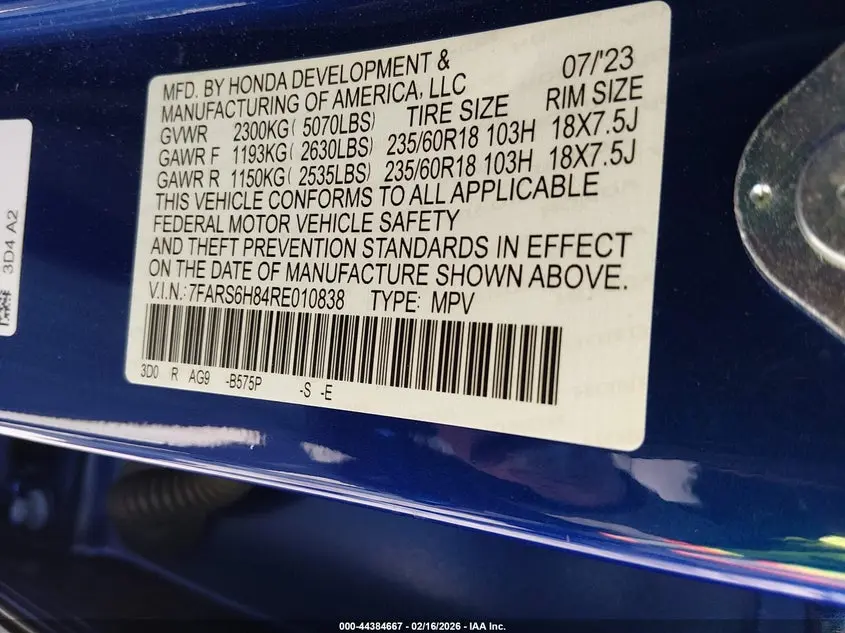 MFD. BY HONDA DEVELOPMENT & 07/'23
MANUFACTURING OF AMERICA, LLC
GVWR 2300KG( 5070LBS) TIRE SIZE RIM SIZE
GAWR F 1193KG( 2630LBS) 235/60R18 103H 18X7.5J
GAWR R 1150KG( 2535LBS) 235/60R18 103H 18X7.5J
THIS VEHICLE CONFORMS TO ALL APPLICABLE
FEDERAL MOTOR VEHICLE SAFETY
AND THEFT PREVENTION STANDARDS IN EFFECT
ON THE DATE OF MANUFACTURE SHOWN ABOVE.
V.I.N.: 7FARS6H84RE010838 TYPE: MPV
3D0 R AG9 -B575P -S -E
3D4 A2
000-44384667 - 02/16/2026 - IAA Inc.